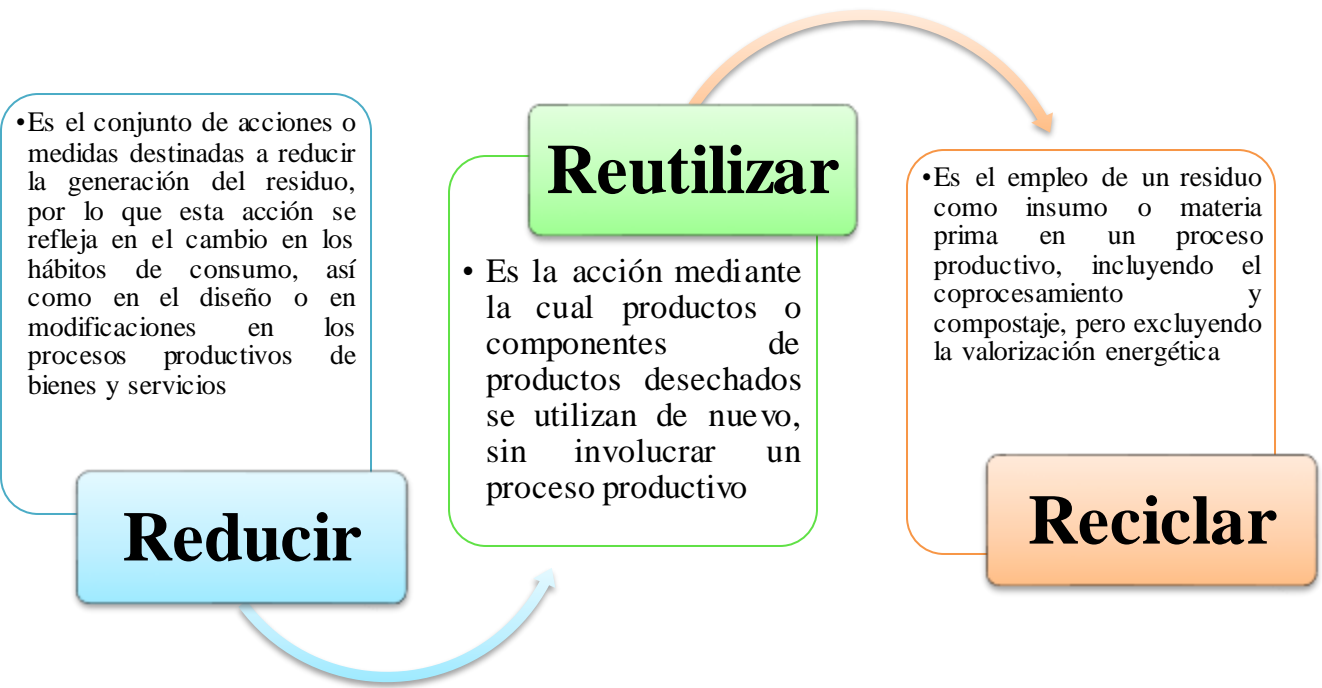 •Es el conjunto de acciones o
medidas destinadas a reducir
la generación del residuo,
por lo que esta acción se
refleja en el cambio en los
hábitos de consumo, así
como en el diseño o en
modificaciones en los
procesos productivos de
bienes y servicios
Reducir
Reutilizar
• Es la acción mediante
la cual productos o
componentes de
productos desechados
se utilizan de nuevo,
sin involucrar un
proceso productivo
•Es el empleo de un residuo
como insumo o materia
prima en un proceso
productivo, incluyendo el
coprocesamiento y
compostaje, pero excluyendo
la valorización energética
Reciclar